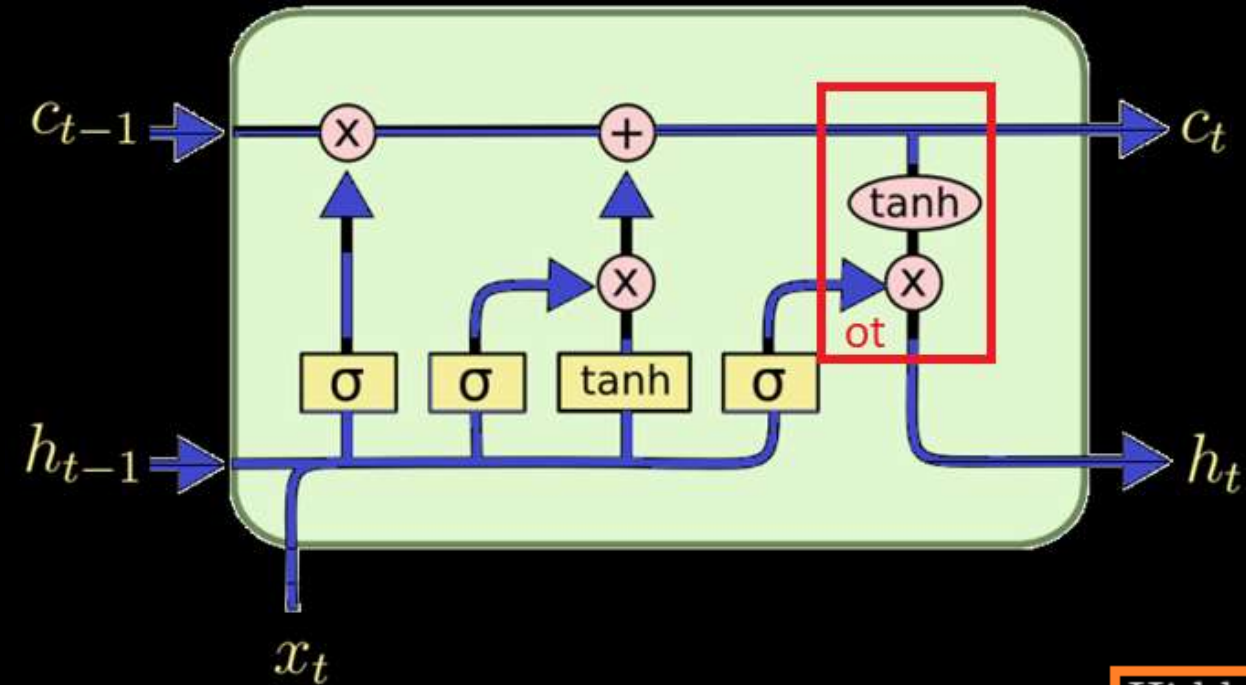 c_{t-1}
x
+
c_t
tanh
x
x
ot
σ
σ
tanh
σ
h_{t-1}
h_t
x_t